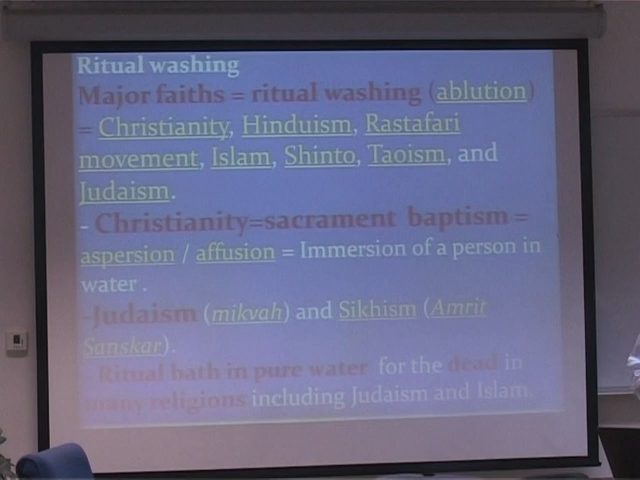 Ritual washing
Major faiths = ritual washing (ablution)
= Christianity, Hinduism, Rastafari
movement, Islam, Shinto, Taoism, and
Judaism.
- Christianity=sacrament baptism =
aspersion / affusion = Immersion of a person in
water .
-Judaism (mikvah) and Sikhism (Amrit
Sanskar).
- Ritual bath in pure water for the dead in
many religions including Judaism and Islam.